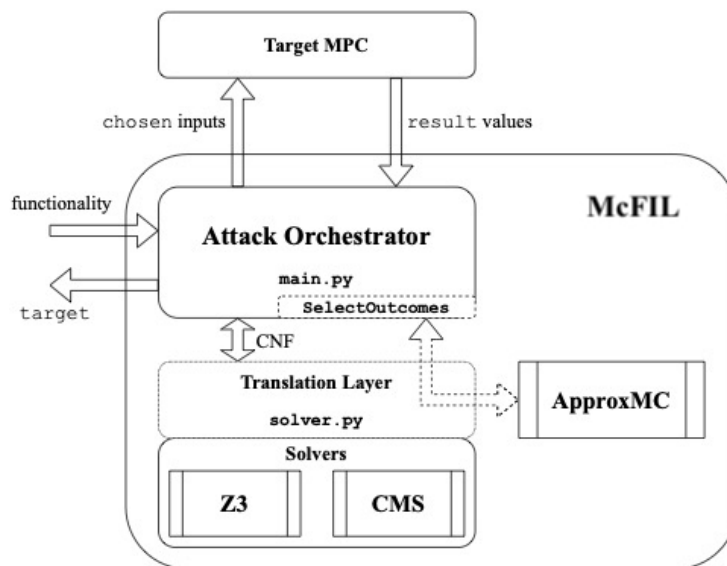 Target MPC
chosen inputs
result values
functionality
McFIL
Attack Orchestrator
main.py
target
SelectOutcomes
CNF
Translation Layer
ApproxMC
solver.py
Solvers
Z3
CMS